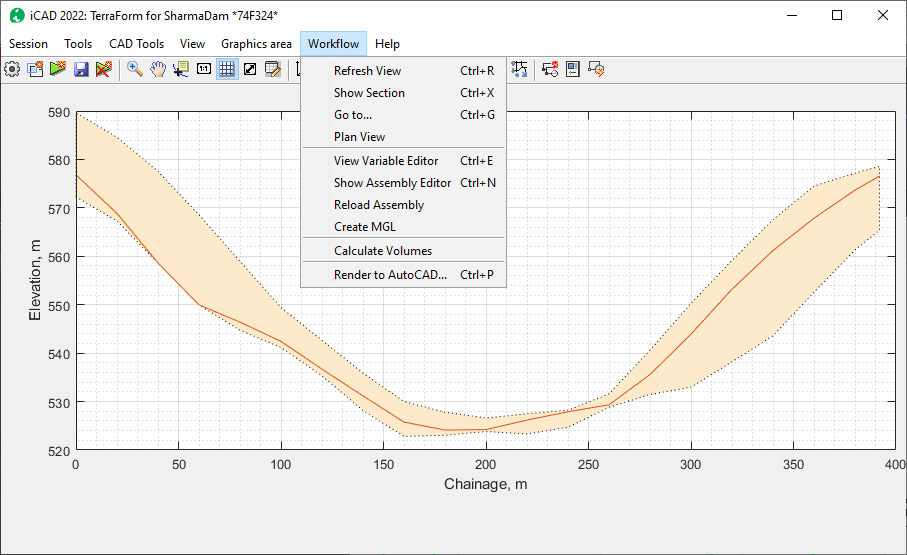 iCAD 2022: TerraForm for SharmaDam *74F324*
Session Tools CAD Tools View Graphics area Workflow Help
1:1
Refresh View Ctrl+R
Show Section Ctrl+X
Go to... Ctrl+G
Plan View
View Variable Editor Ctrl+E
Show Assembly Editor Ctrl+N
Reload Assembly
Create MGL
Calculate Volumes
Render to AutoCAD... Ctrl+P
590
580
570
560
550
540
530
520
Elevation, m
0 50 100 150 200 250 300 350 400
Chainage, m